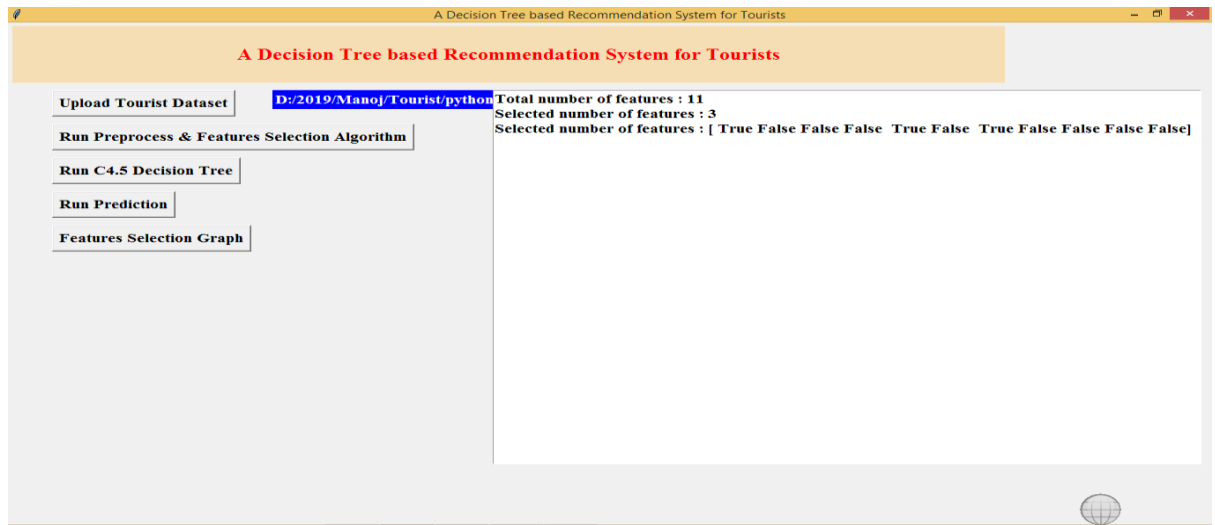 A Decision Tree based Recommendation System for Tourists
A Decision Tree based Recommendation System for Tourists
Upload Tourist Dataset
D:/2019/Manoj/Tourist/python
Run Preprocess & Features Selection Algorithm
Run C4.5 Decision Tree
Run Prediction
Features Selection Graph
Total number of features : 11
Selected number of features : 3
Selected number of features : [ True False False False  True False  True False False False False]